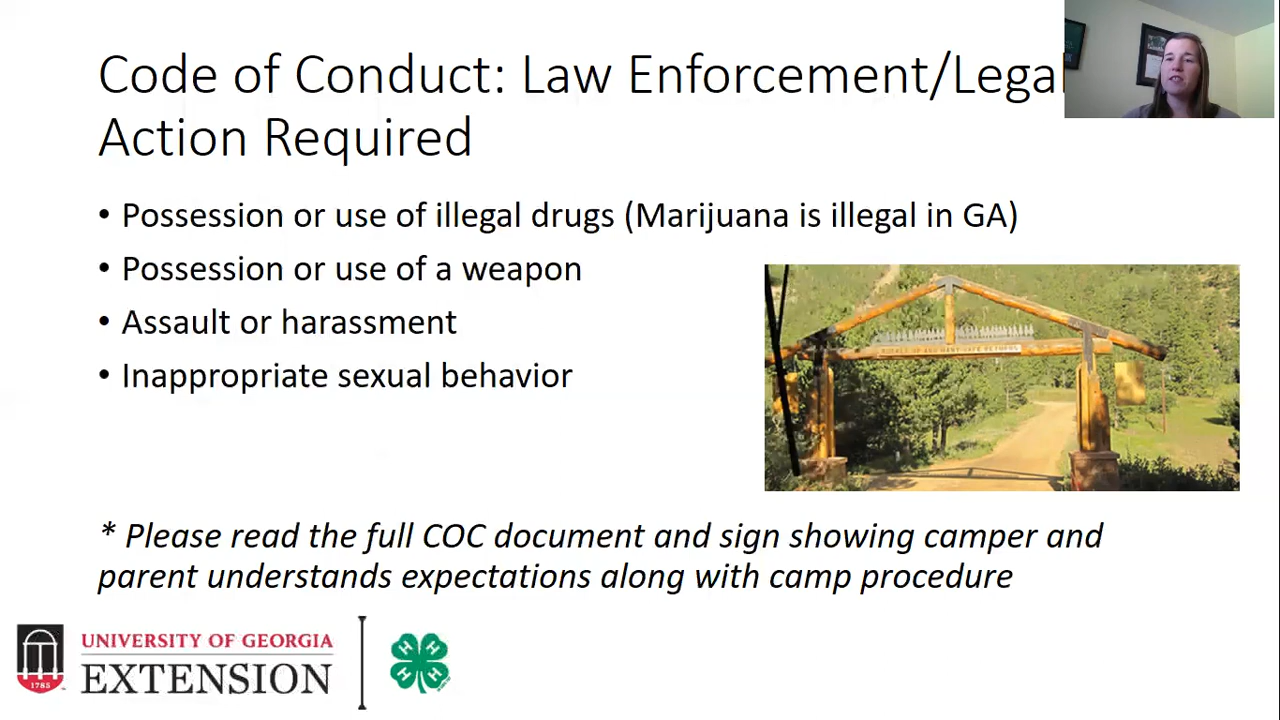 Code of Conduct: Law Enforcement/Legal
Action Required
• Possession or use of illegal drugs (Marijuana is illegal in GA)
• Possession or use of a weapon
• Assault or harassment
• Inappropriate sexual behavior
* Please read the full COC document and sign showing camper and
parent understands expectations along with camp procedure
UNIVERSITY OF GEORGIA
EXTENSION
1785
H H
H H